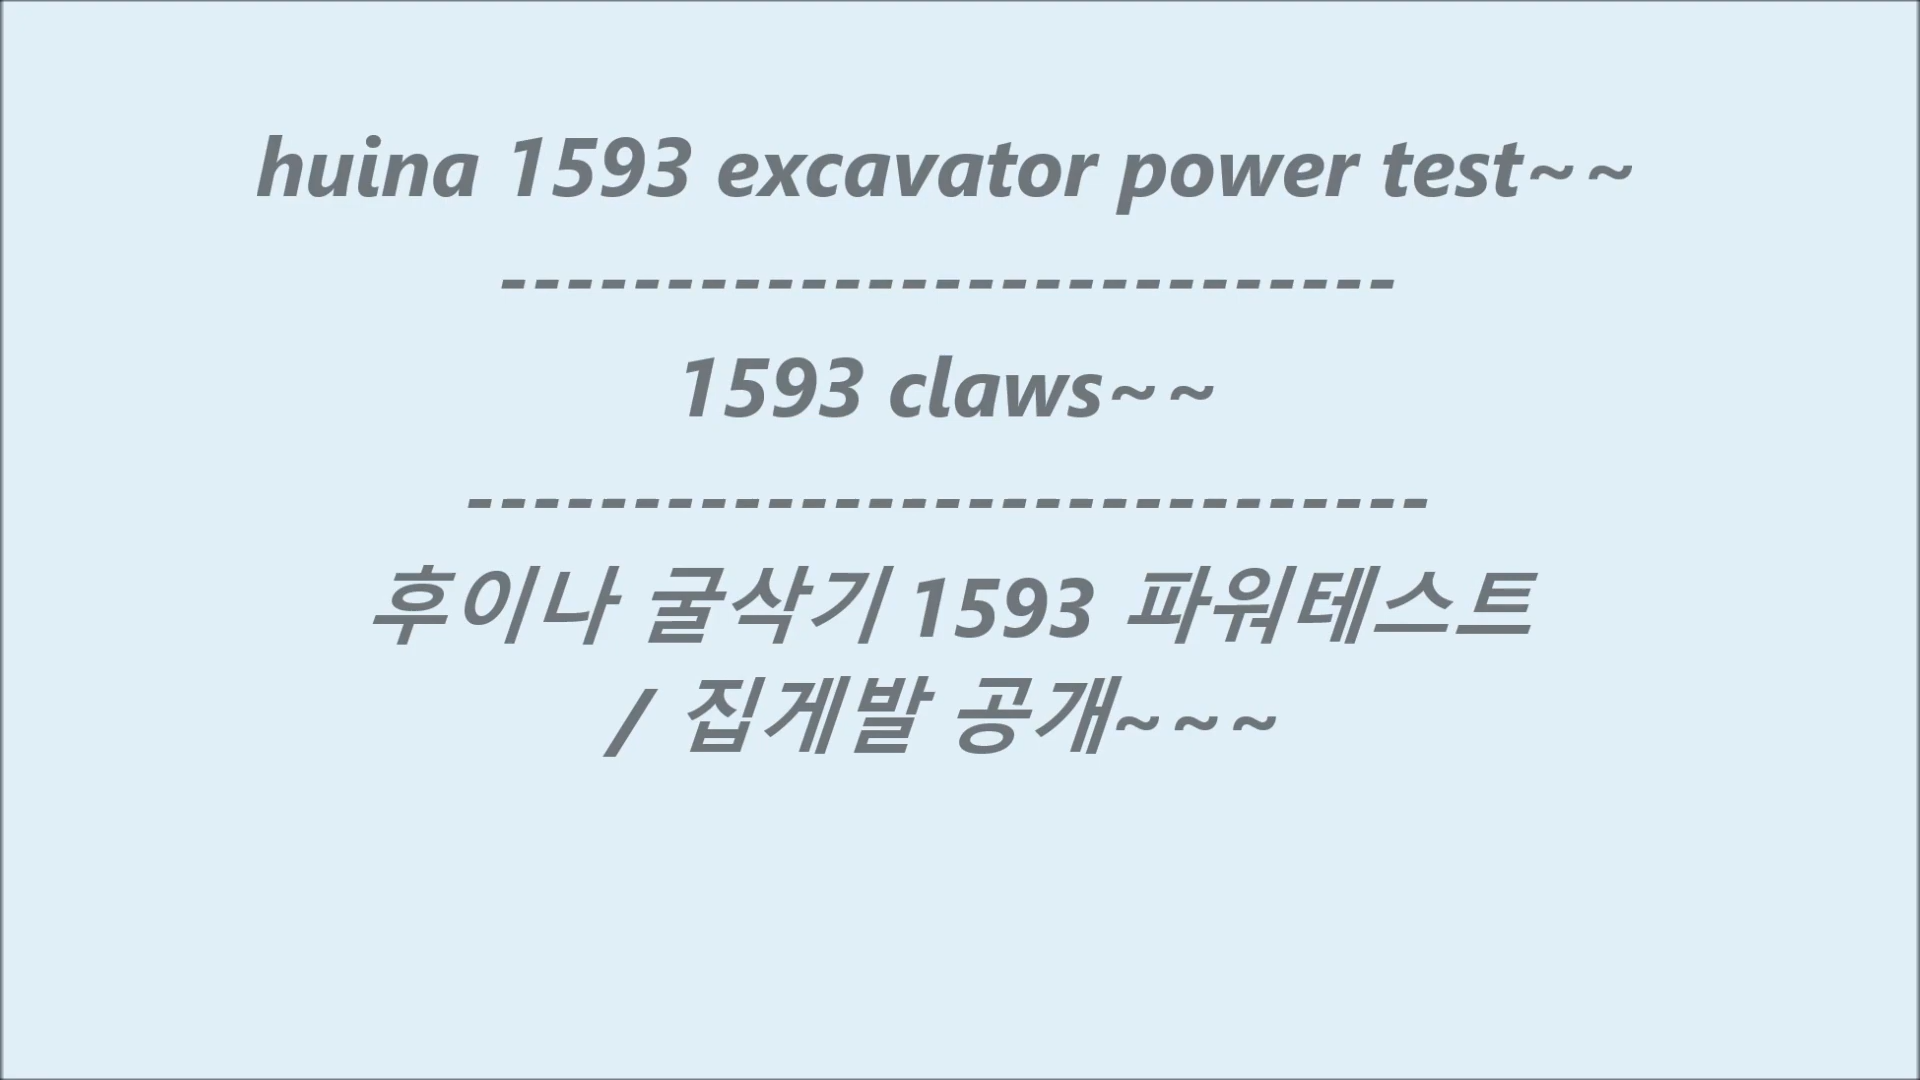 huina 1593 excavator power test~~
---------------------------
1593 claws~~
-----------------------------
후이나 굴삭기 1593 파워테스트
/ 집게발 공개~~~